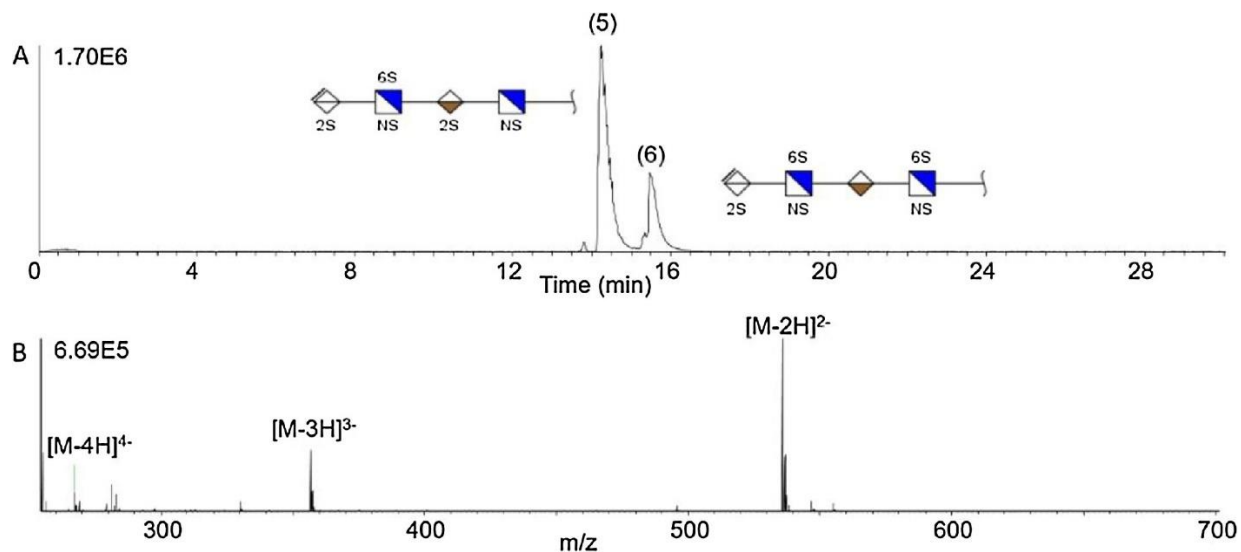 (5)
A 1.70E6
6S
2S NS 2S NS
(6)
6S 6S
2S NS NS
0 4 8 12 16 20 24 28
Time (min)
B 6.69E5
[M-2H]²⁻
[M-3H]³⁻
[M-4H]⁴⁻
300 400 500 600 700
m/z